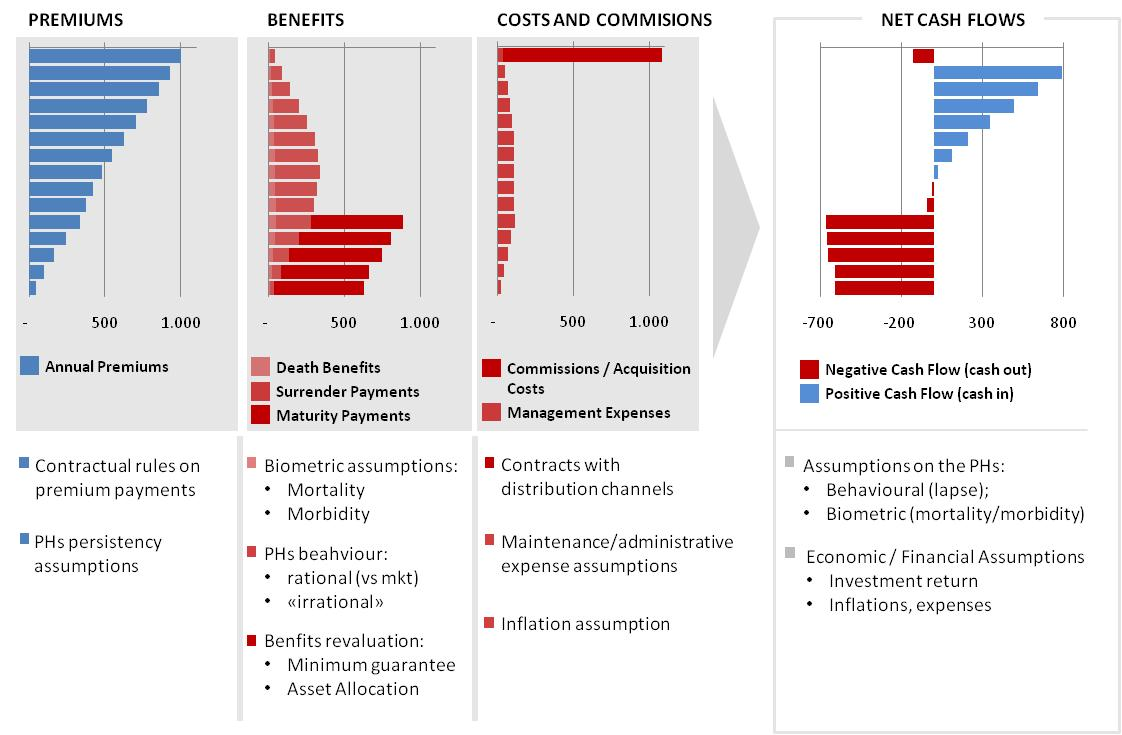 PREMIUMS
-
500
1.000
Annual Premiums
Contractual rules on
premium payments
PHs persistency
assumptions
BENEFITS
-
500
1.000
Death Benefits
Surrender Payments
Maturity Payments
Biometric assumptions:
• Mortality
• Morbidity
PHs beahviour:
• rational (vs mkt)
• «irrational»
Benfits revaluation:
• Minimum guarantee
• Asset Allocation
COSTS AND COMMISIONS
-
500
1.000
Commissions / Acquisition
Costs
Management Expenses
Contracts with
distribution channels
Maintenance/administrative
expense assumptions
Inflation assumption
NET CASH FLOWS
-700
-200
300
800
Negative Cash Flow (cash out)
Positive Cash Flow (cash in)
Assumptions on the PHs:
• Behavioural (lapse);
• Biometric (mortality/morbidity)
Economic / Financial Assumptions
• Investment return
• Inflations, expenses